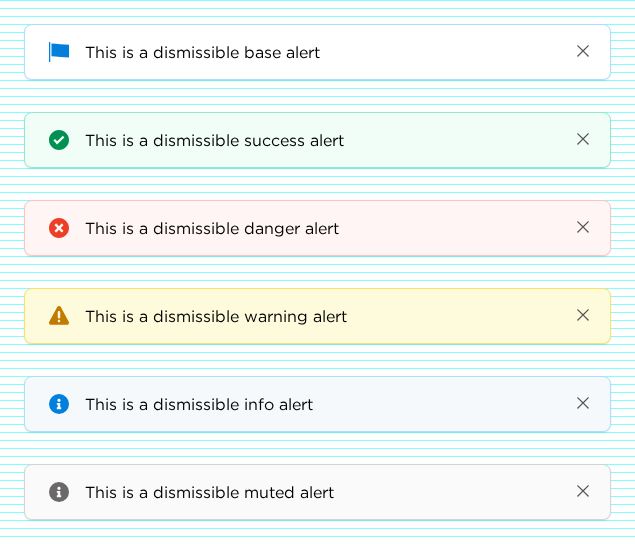 This is a dismissible base alert
This is a dismissible success alert
This is a dismissible danger alert
This is a dismissible warning alert
This is a dismissible info alert
This is a dismissible muted alert